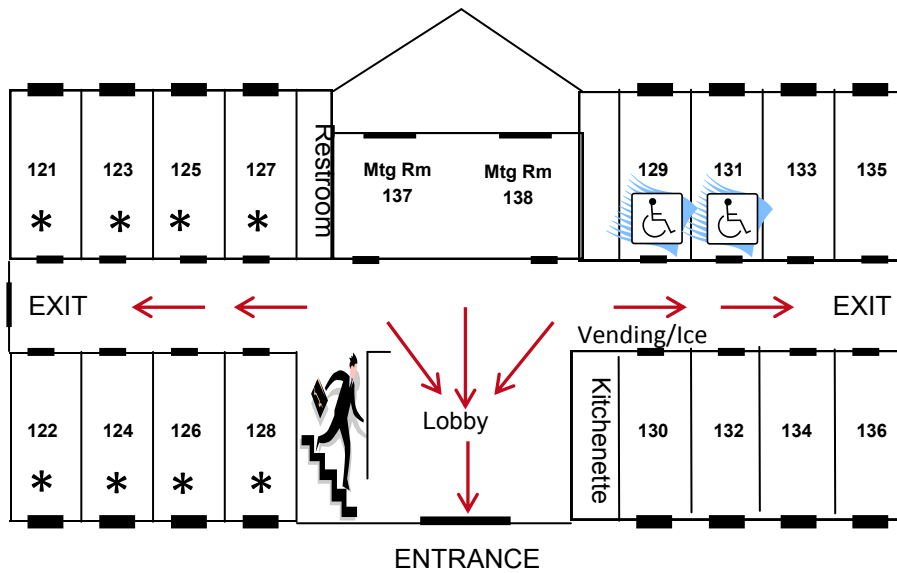 121
123
125
127
Restroom
Mtg Rm
137
Mtg Rm
138
129
131
133
135
*
*
*
*
EXIT
EXIT
Vending/Ice
122
124
126
128
Lobby
Kitchenette
130
132
134
136
*
*
*
*
ENTRANCE